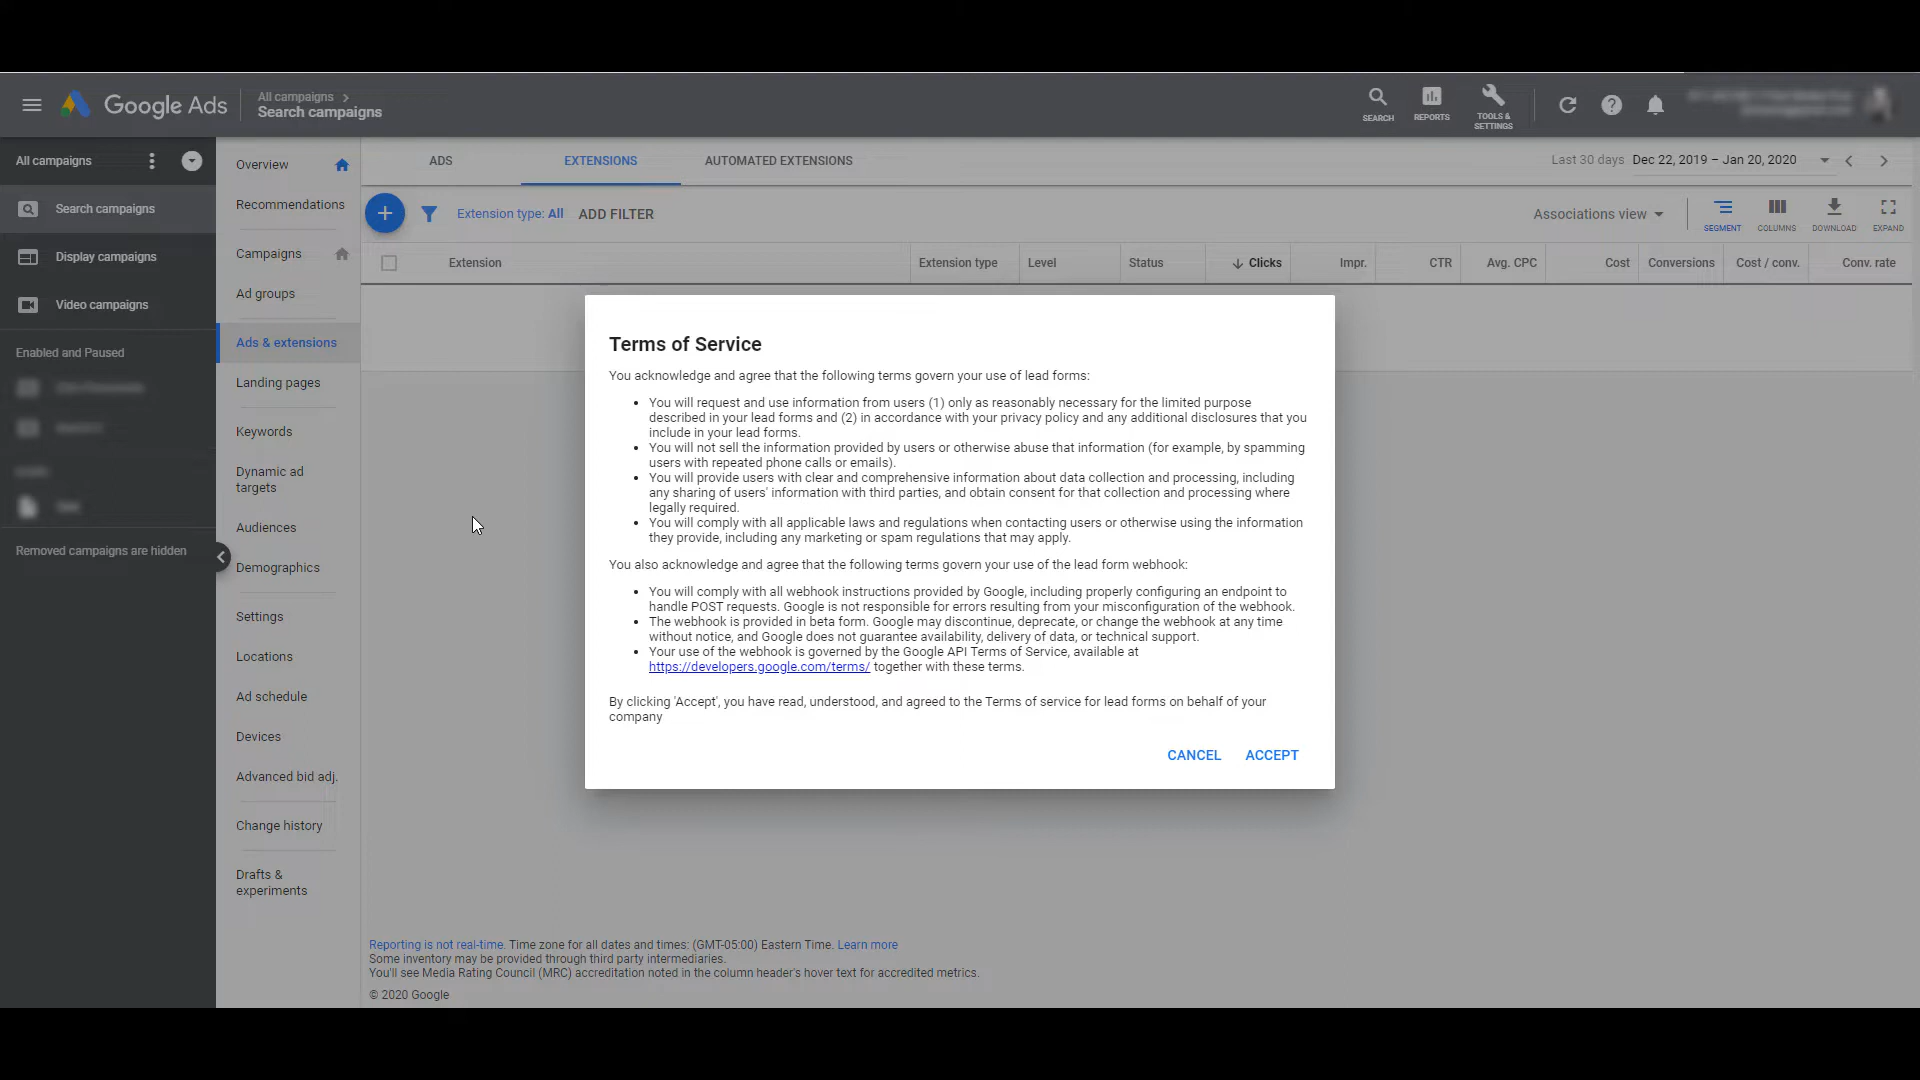 Google Ads
All campaigns
Search campaigns
SEARCH
REPORTS
TOOLS &
SETTINGS
All campaigns
Search campaigns
Display campaigns
Video campaigns
Enabled and Paused
Removed campaigns are hidden
Overview
Recommendations
Campaigns
Ad groups
Ads & extensions
Landing pages
Keywords
Dynamic ad
targets
Audiences
Demographics
Settings
Locations
Ad schedule
Devices
Advanced bid adj.
Change history
Drafts &
experiments
ADS EXTENSIONS AUTOMATED EXTENSIONS
Last 30 days Dec 22, 2019 – Jan 20, 2020
Extension type: All ADD FILTER
Associations view
SEGMENT COLUMNS DOWNLOAD EXPAND
Extension Extension type Level Status Clicks Impr. CTR Avg. CPC Cost Conversions Cost / conv. Conv. rate
Terms of Service
You acknowledge and agree that the following terms govern your use of lead forms:
• You will request and use information from users (1) only as reasonably necessary for the limited purpose
described in your lead forms and (2) in accordance with your privacy policy and any additional disclosures that you
include in your lead forms.
• You will not sell the information provided by users or otherwise abuse that information (for example, by spamming
users with repeated phone calls or emails).
• You will provide users with clear and comprehensive information about data collection and processing, including
any sharing of users' information with third parties, and obtain consent for that collection and processing where
legally required.
• You will comply with all applicable laws and regulations when contacting users or otherwise using the information
they provide, including any marketing or spam regulations that may apply.
You also acknowledge and agree that the following terms govern your use of the lead form webhook:
• You will comply with all webhook instructions provided by Google, including properly configuring an endpoint to
handle POST requests. Google is not responsible for errors resulting from your misconfiguration of the webhook.
• The webhook is provided in beta form. Google may discontinue, deprecate, or change the webhook at any time
without notice, and Google does not guarantee availability, delivery of data, or technical support.
• Your use of the webhook is governed by the Google API Terms of Service, available at
https://developers.google.com/terms/ together with these terms.
By clicking 'Accept', you have read, understood, and agreed to the Terms of service for lead forms on behalf of your
company
CANCEL ACCEPT
Reporting is not real-time. Time zone for all dates and times: (GMT-05:00) Eastern Time. Learn more
Some inventory may be provided through third party intermediaries.
You'll see Media Rating Council (MRC) accreditation noted in the column header's hover text for accredited metrics.
© 2020 Google